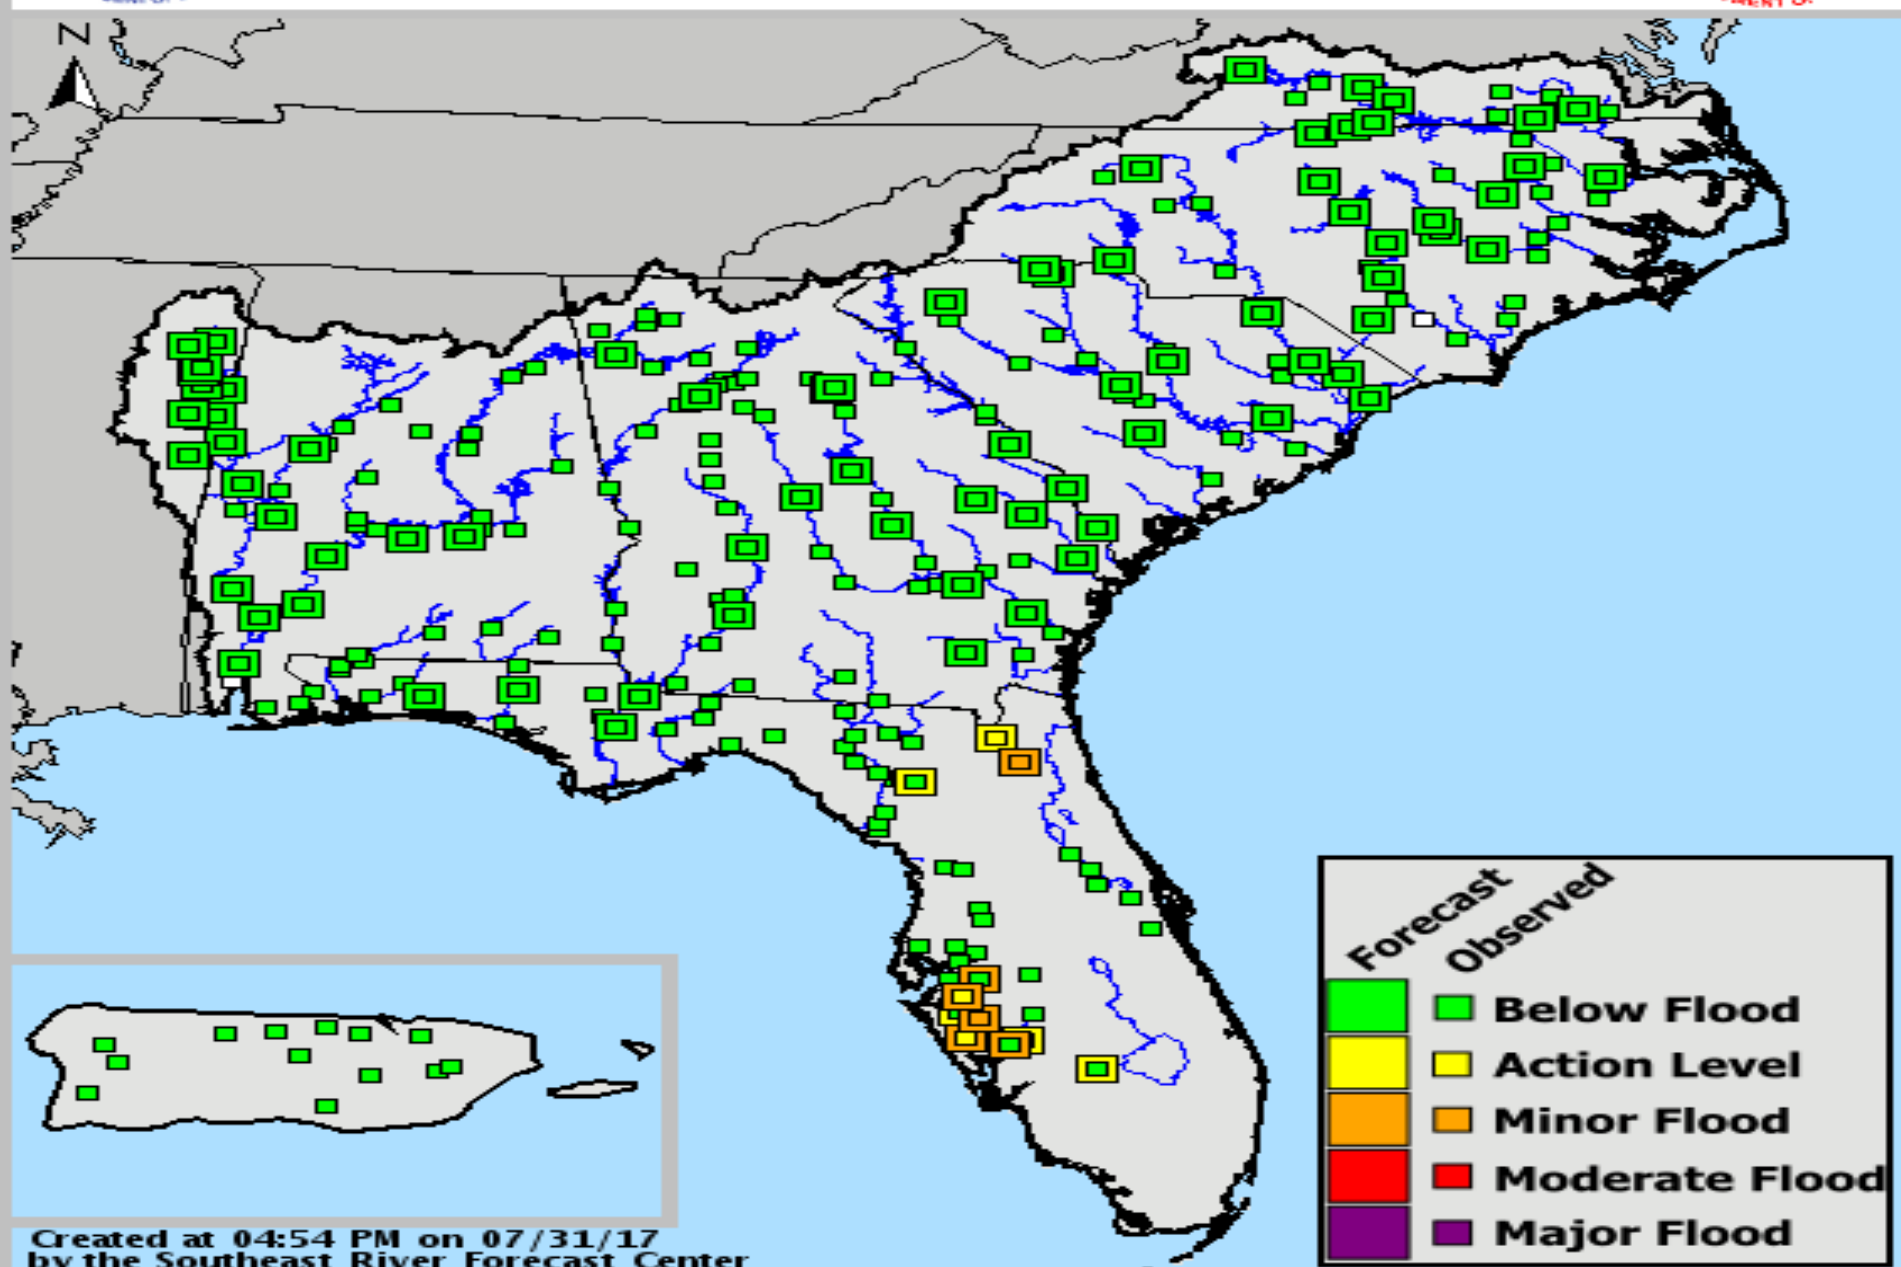 N
Forecast
Observed
Below Flood
Action Level
Minor Flood
Moderate Flood
Major Flood
Created at 04:54 PM on 07/31/17
by the Southeast River Forecast Center